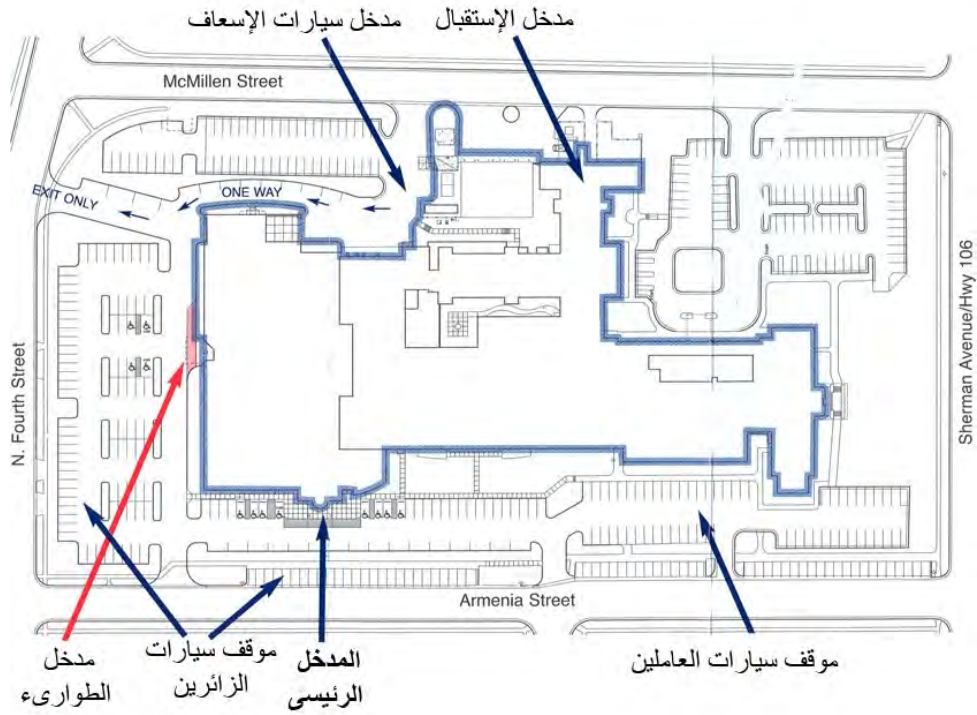 مدخل سيارات الإسعاف
مدخل الإستقبال
McMillen Street
EXIT ONLY
ONE WAY
N. Fourth Street
Sherman Avenue/Hwy 106
Armenia Street
مدخل
الطوارىء
موقف سيارات
الزائرين
المدخل
الرئيسى
موقف سيارات العاملين